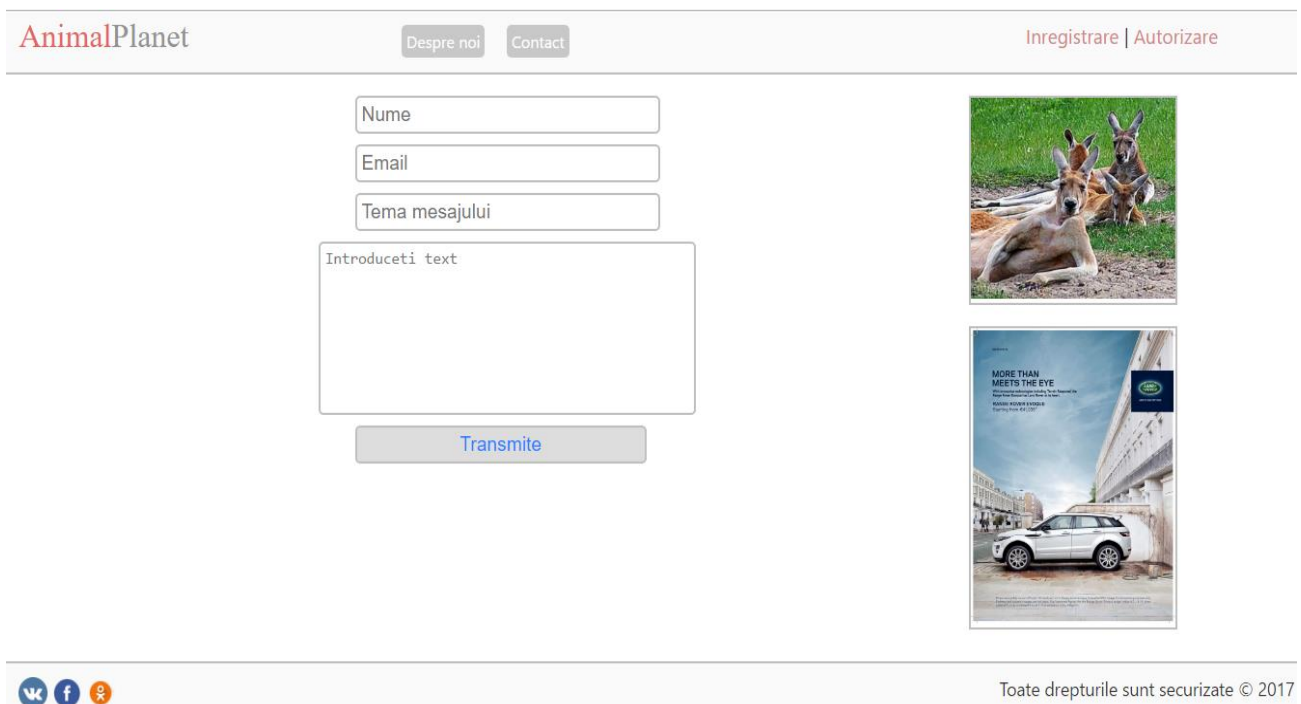 AnimalPlanet
Despre noi
Contact
Inregistrare | Autorizare
Nume
Email
Tema mesajului
Introduceti text
Transmite
MORE THAN
MEETS THE EYE
Toate drepturile sunt securizate © 2017